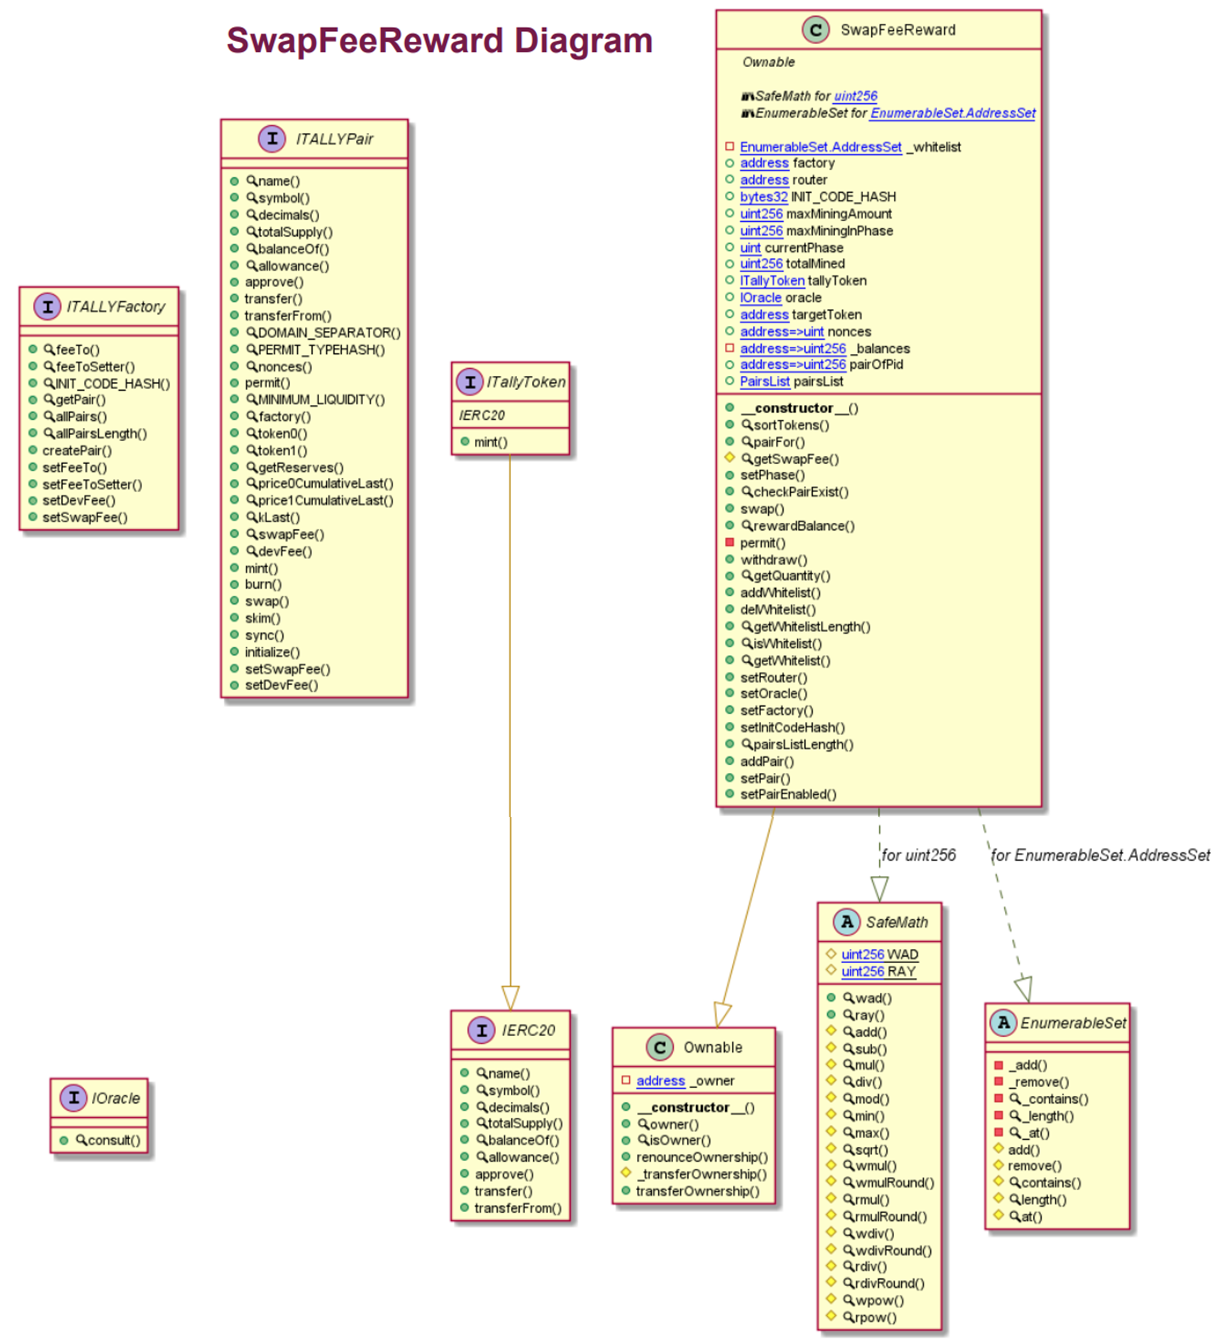 SwapFeeReward Diagram
C SwapFeeReward
Ownable
SafeMath for uint256
EnumerableSet for EnumerableSet.AddressSet
EnumerableSet.AddressSet _whitelist
address factory
address router
bytes32 INIT_CODE_HASH
uint256 maxMiningAmount
uint256 maxMiningInPhase
uint currentPhase
uint256 totalMined
ITallyToken tallyToken
IOracle oracle
address targetToken
address=>uint nonces
address=>uint256 _balances
address=>uint256 pairOfPid
PairsList pairsList
__constructor__()
sortTokens()
pairFor()
getSwapFee()
setPhase()
checkPairExist()
swap()
rewardBalance()
permit()
withdraw()
getQuantity()
addWhitelist()
delWhitelist()
getWhitelistLength()
isWhitelist()
getWhitelist()
setRouter()
setOracle()
setFactory()
setInitCodeHash()
pairsListLength()
addPair()
setPair()
setPairEnabled()
I ITALLYPair
name()
symbol()
decimals()
totalSupply()
balanceOf()
allowance()
approve()
transfer()
transferFrom()
DOMAIN_SEPARATOR()
PERMIT_TYPEHASH()
nonces()
permit()
MINIMUM_LIQUIDITY()
factory()
token0()
token1()
getReserves()
price0CumulativeLast()
price1CumulativeLast()
kLast()
swapFee()
devFee()
mint()
burn()
swap()
skim()
sync()
initialize()
setSwapFee()
setDevFee()
I ITALLYFactory
feeTo()
feeToSetter()
INIT_CODE_HASH()
getPair()
allPairs()
allPairsLength()
createPair()
setFeeTo()
setFeeToSetter()
setDevFee()
setSwapFee()
I ITallyToken
IERC20
mint()
for uint256
for EnumerableSet.AddressSet
A SafeMath
uint256 WAD
uint256 RAY
wad()
ray()
add()
sub()
mul()
div()
mod()
min()
max()
sqrt()
wmul()
wmulRound()
rmul()
rmulRound()
wdiv()
wdivRound()
rdiv()
rdivRound()
wpow()
rpow()
A EnumerableSet
_add()
_remove()
_contains()
_length()
_at()
add()
remove()
contains()
length()
at()
I IERC20
name()
symbol()
decimals()
totalSupply()
balanceOf()
allowance()
approve()
transfer()
transferFrom()
C Ownable
address _owner
__constructor__()
owner()
isOwner()
renounceOwnership()
_transferOwnership()
transferOwnership()
I IOracle
consult()